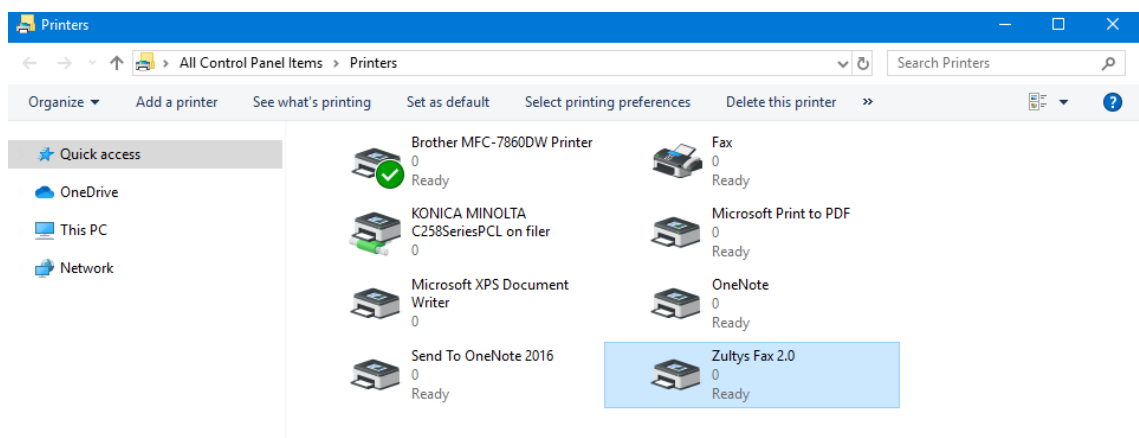 Printers
All Control Panel Items > Printers
Search Printers
Organize
Add a printer
See what's printing
Set as default
Select printing preferences
Delete this printer
»
Quick access
OneDrive
This PC
Network
Brother MFC-7860DW Printer
0
Ready
Fax
0
Ready
KONICA MINOLTA
C258SeriesPCL on filer
0
Microsoft Print to PDF
0
Ready
Microsoft XPS Document
Writer
0
OneNote
0
Ready
Send To OneNote 2016
0
Ready
Zultys Fax 2.0
0
Ready